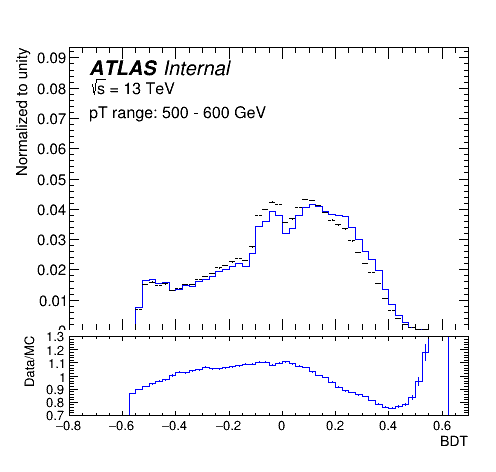 ATLAS Internal
√s = 13 TeV
pT range: 500 - 600 GeV
Normalized to unity
0.09
0.08
0.07
0.06
0.05
0.04
0.03
0.02
0.01
0
Data/MC
1.3
1.2
1.1
1
0.9
0.8
0.7
−0.8 −0.6 −0.4 −0.2 0 0.2 0.4 0.6
BDT